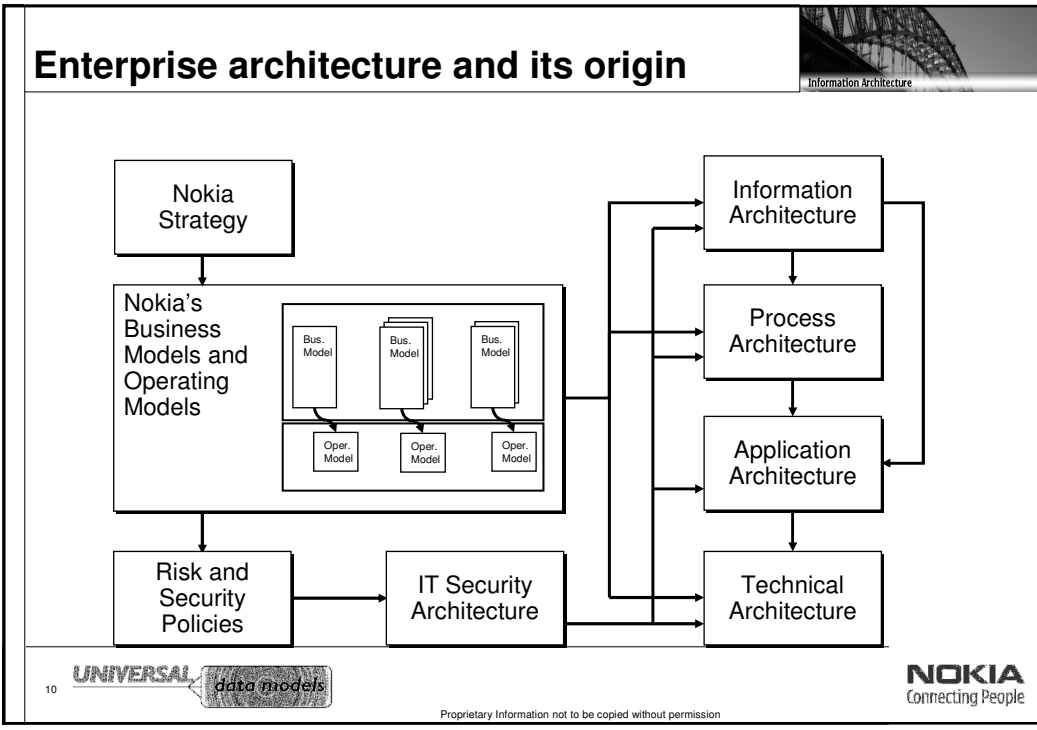 Enterprise architecture and its origin
Information Architecture
Nokia
Strategy
Nokia's
Business
Models and
Operating
Models
Bus.
Model
Bus.
Model
Bus.
Model
Oper.
Model
Oper.
Model
Oper.
Model
Risk and
Security
Policies
IT Security
Architecture
Information
Architecture
Process
Architecture
Application
Architecture
Technical
Architecture
10
UNIVERSAL
data models
Proprietary Information not to be copied without permission
NOKIA
Connecting People